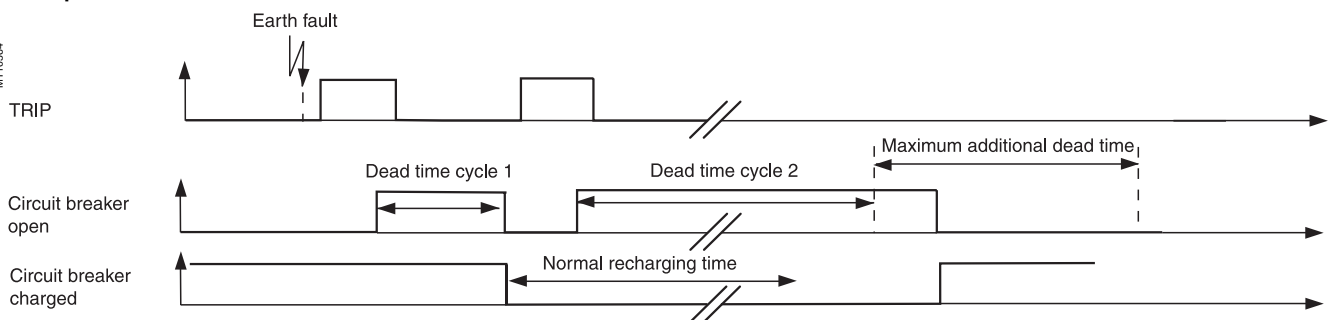 Earth fault
TRIP
Maximum additional dead time
Dead time cycle 1
Dead time cycle 2
Circuit breaker
open
Normal recharging time
Circuit breaker
charged